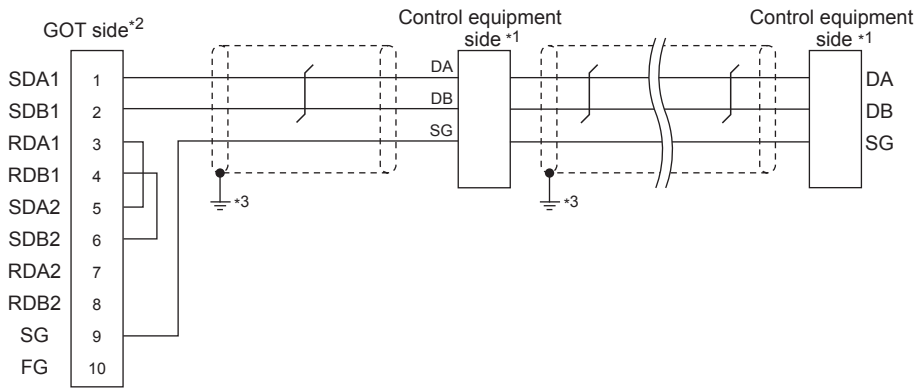 GOT side*2
Control equipment
side *1
Control equipment
side *1
SDA1 1 DA DA
SDB1 2 DB DB
RDA1 3 SG SG
RDB1 4
SDA2 5 *3 *3
SDB2 6
RDA2 7
RDB2 8
SG 9
FG 10